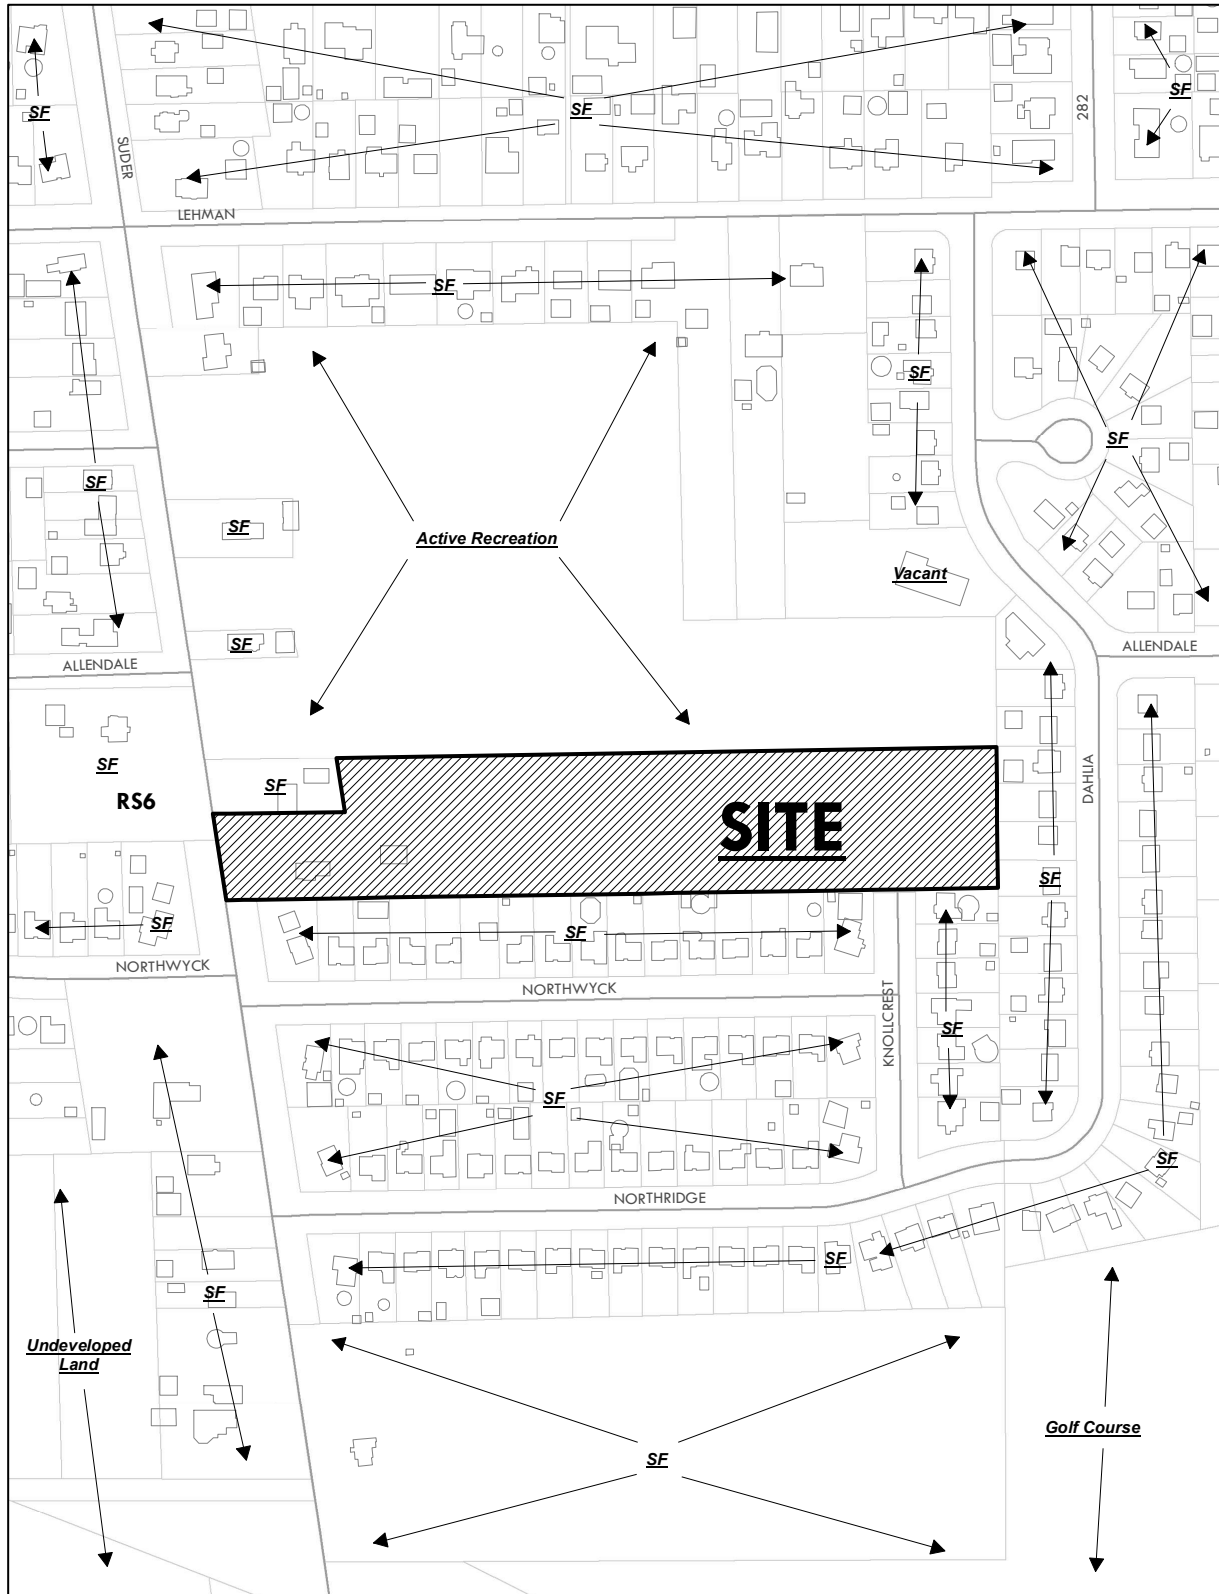 SF
SF
SF
SUDER
282
LEHMAN
SF
SF
SF
SF
SF
Active Recreation
Vacant
SF
SF
ALLENDALE
ALLENDALE
SF
SF
RS6
SITE
DAHLIA
SF
SF
SF
NORTHWYCK
NORTHWYCK
KNOLLCREST
SF
SF
SF
NORTHRIDGE
SF
SF
Undeveloped
Land
Golf Course
SF